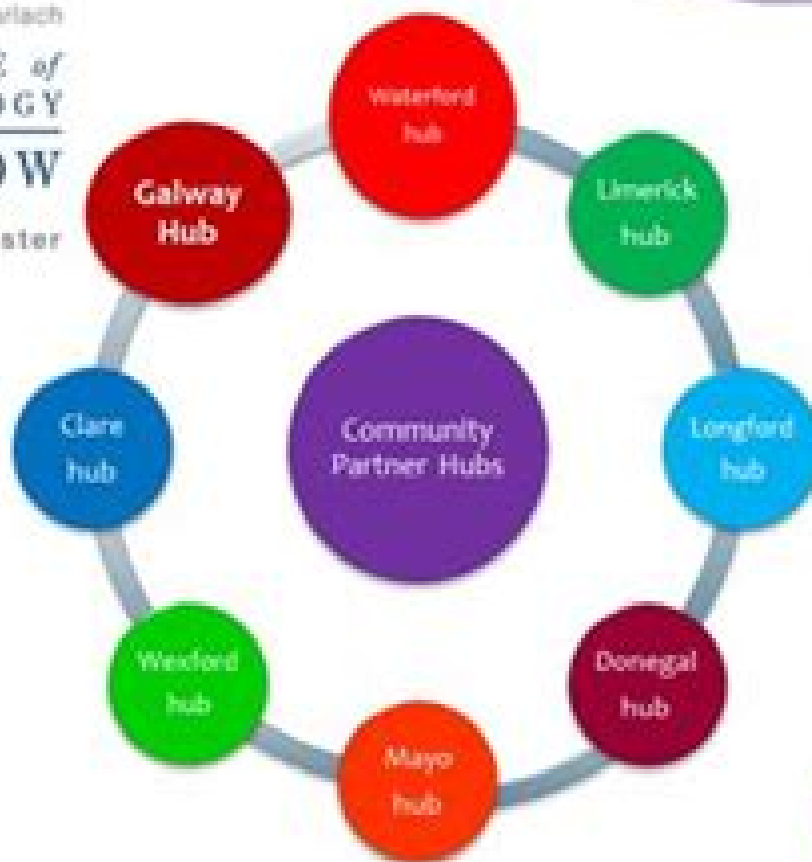 rlach
E of
OGY
OW
ster
Waterford
hub
Limerick
hub
Longford
hub
Donegal
hub
Mayo
hub
Wexford
hub
Clare
hub
Galway
Hub
Community
Partner Hubs